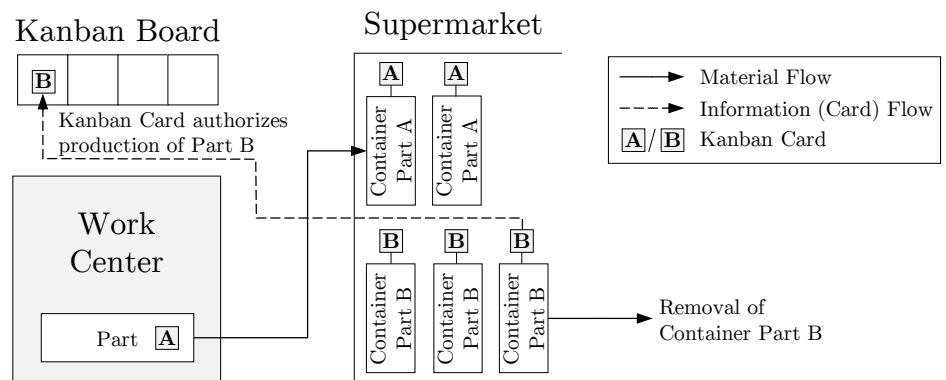 Kanban Board
B
Kanban Card authorizes
production of Part B
Work
Center
Part A
Supermarket
A A
Container
Part A
Container
Part A
B B B
Container
Part B
Container
Part B
Container
Part B
Removal of
Container Part B
Material Flow
Information (Card) Flow
A/B Kanban Card